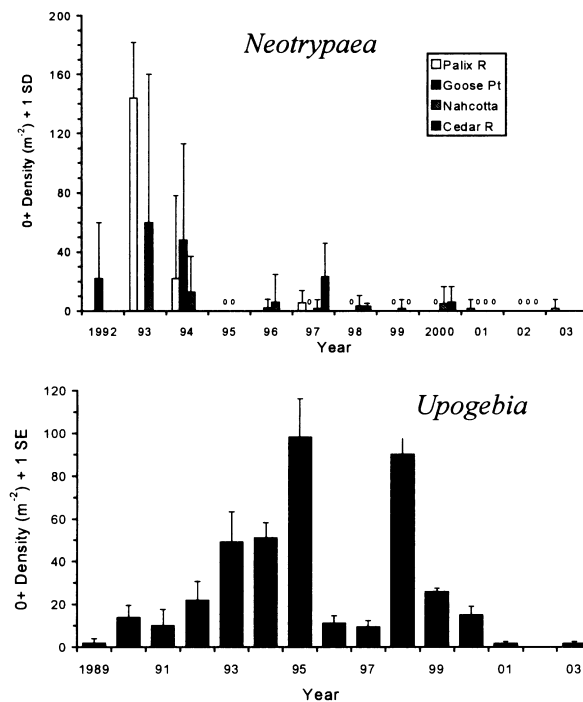 Neotrypaea
0+ Density (m⁻²) + 1 SD
200
160
120
80
40
0
Palix R
Goose Pt
Nahcotta
Cedar R
o o o o o o o o o o o o o o o
1992 93 94 95 96 97 98 99 2000 01 02 03
Year
Upogebia
0+ Density (m⁻²) + 1 SE
120
100
80
60
40
20
0
1989 91 93 95 97 99 01 03
Year